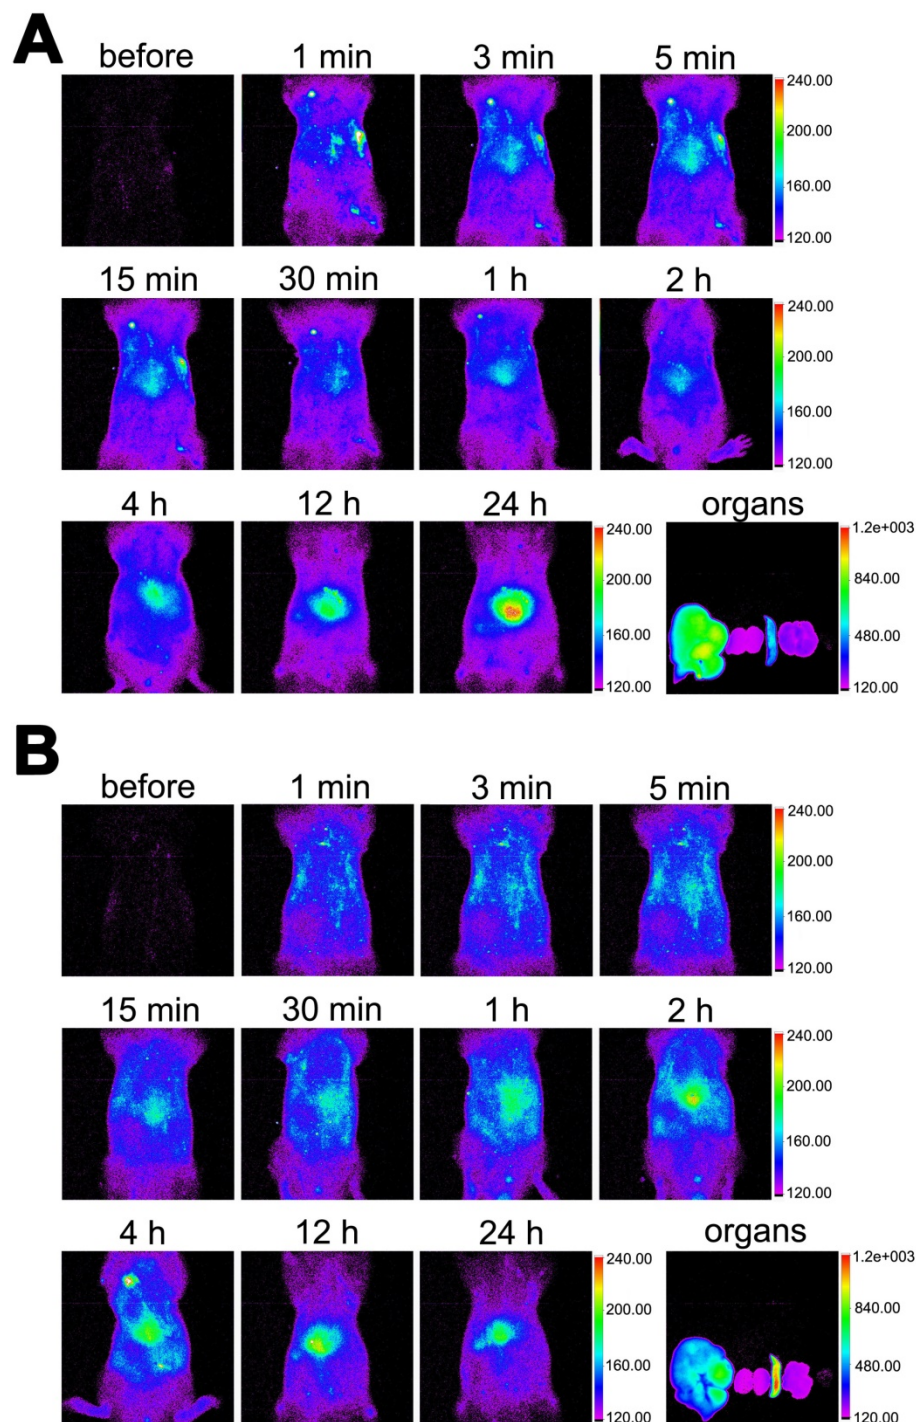 A
before 1 min 3 min 5 min
240.00
200.00
160.00
120.00
15 min 30 min 1 h 2 h
240.00
200.00
160.00
120.00
4 h 12 h 24 h organs
240.00 1.2e+003
200.00 840.00
160.00 480.00
120.00 120.00
B
before 1 min 3 min 5 min
240.00
200.00
160.00
120.00
15 min 30 min 1 h 2 h
240.00
200.00
160.00
120.00
4 h 12 h 24 h organs
240.00 1.2e+003
200.00 840.00
160.00 480.00
120.00 120.00